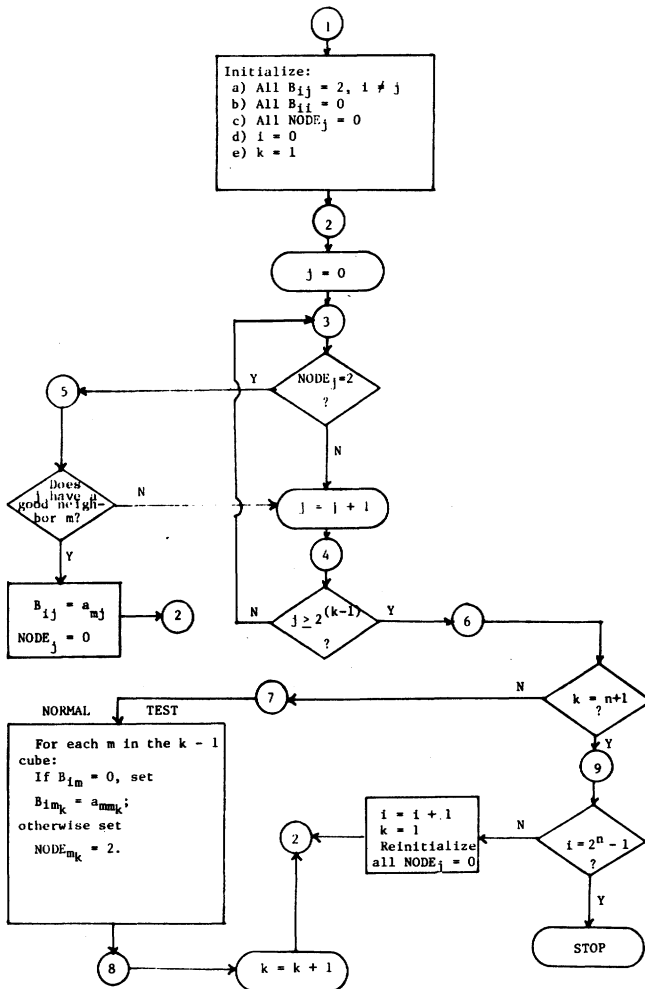 1
Initialize:
a) All B_ij = 2, i ≠ j
b) All B_ii = 0
c) All NODE_j = 0
d) i = 0
e) k = 1
2
j = 0
3
NODE_j=2
?
Y
N
5
Does
j have a
good neigh-
bor m?
N
Y
j = j + 1
4
B_ij = a_mj
NODE_j = 0
2
j ≥ 2^(k-1)
?
N
Y
6
k = n+1
?
N
Y
7
NORMAL TEST
For each m in the k - 1
cube:
If B_im = 0, set
B_im_k = a_mm_k;
otherwise set
NODE_m_k = 2.
9
i = 2^n - 1
?
N
Y
i = i + 1
k = 1
Reinitialize
all NODE_j = 0
2
8
k = k + 1
STOP